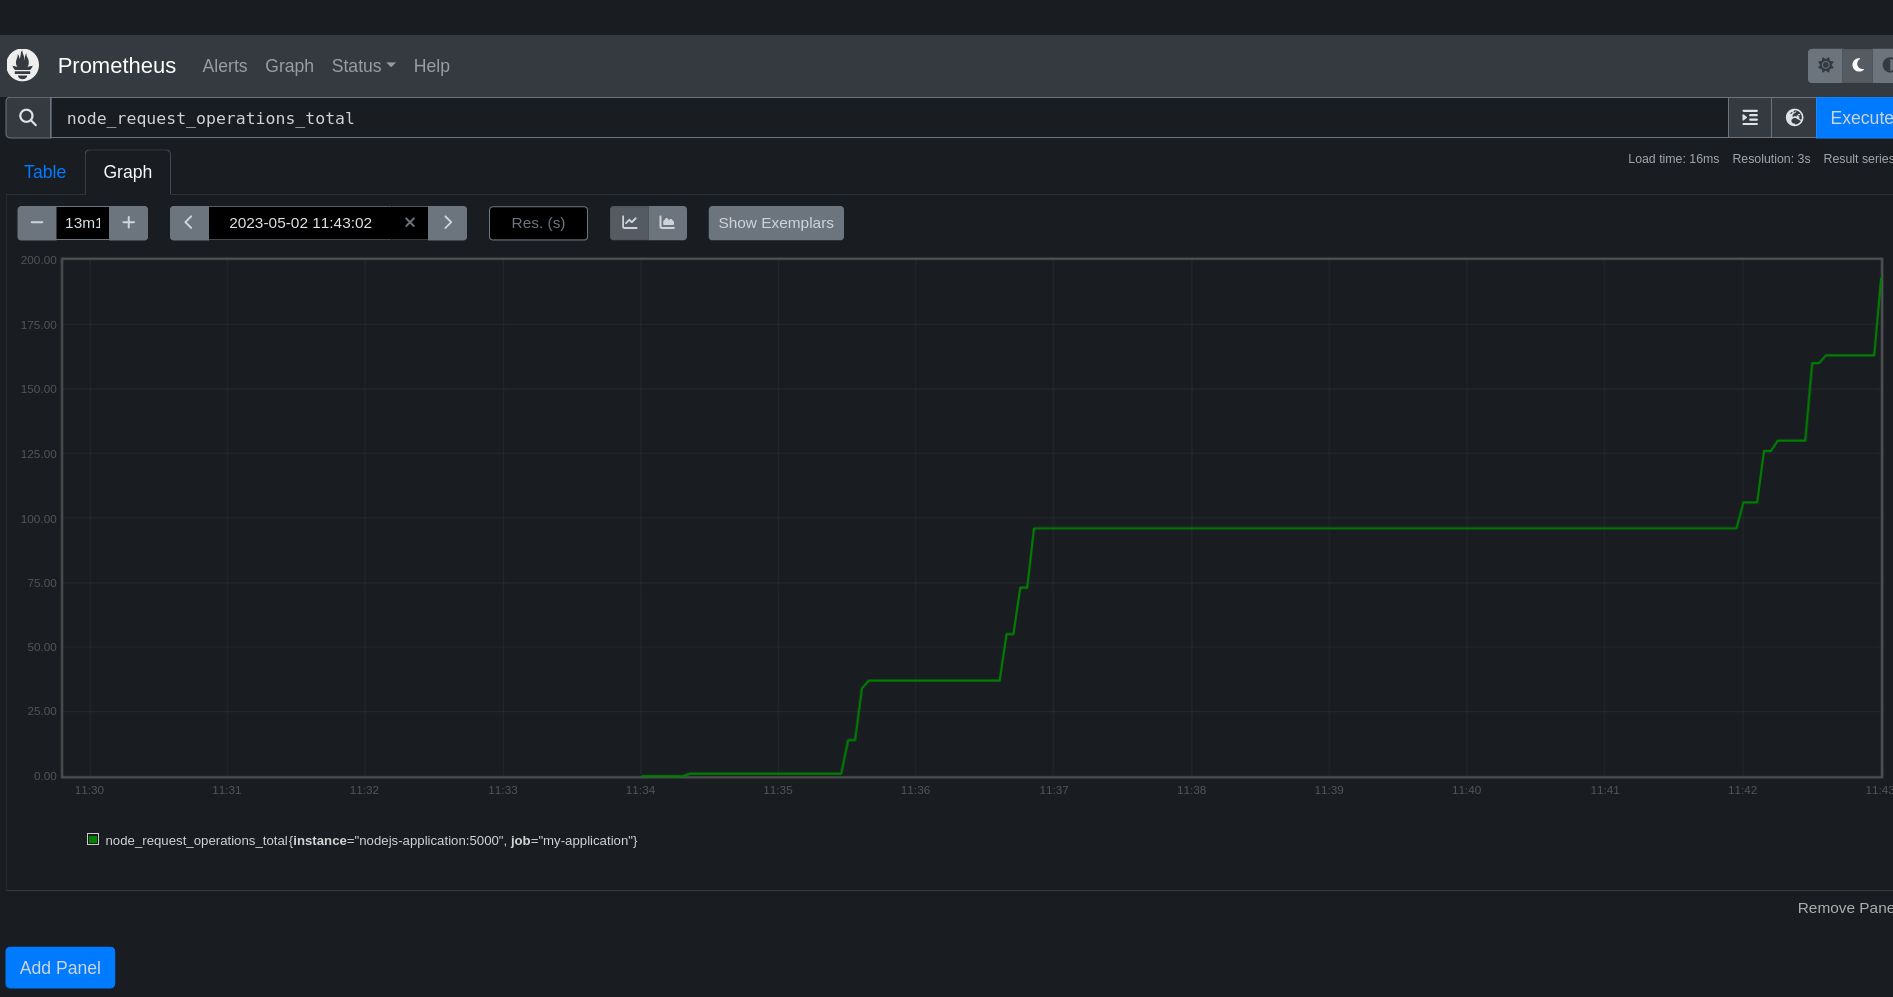 Prometheus Alerts Graph Status Help
node_request_operations_total Execute
Table Graph
Load time: 16ms Resolution: 3s Result series
13m1 2023-05-02 11:43:02 Res. (s) Show Exemplars
200.00
175.00
150.00
125.00
100.00
75.00
50.00
25.00
0.00
11:30 11:31 11:32 11:33 11:34 11:35 11:36 11:37 11:38 11:39 11:40 11:41 11:42 11:43
node_request_operations_total{instance="nodejs-application:5000", job="my-application"}
Remove Pane
Add Panel